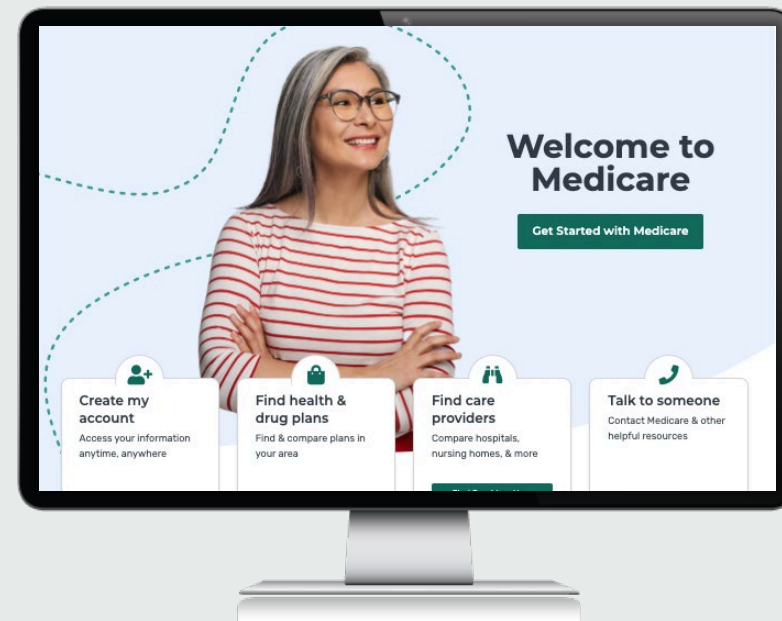 Welcome to
Medicare
Get Started with Medicare
Create my
account
Access your information
anytime, anywhere
Find health &
drug plans
Find & compare plans in
your area
Find care
providers
Compare hospitals,
nursing homes, & more
Talk to someone
Contact Medicare & other
helpful resources